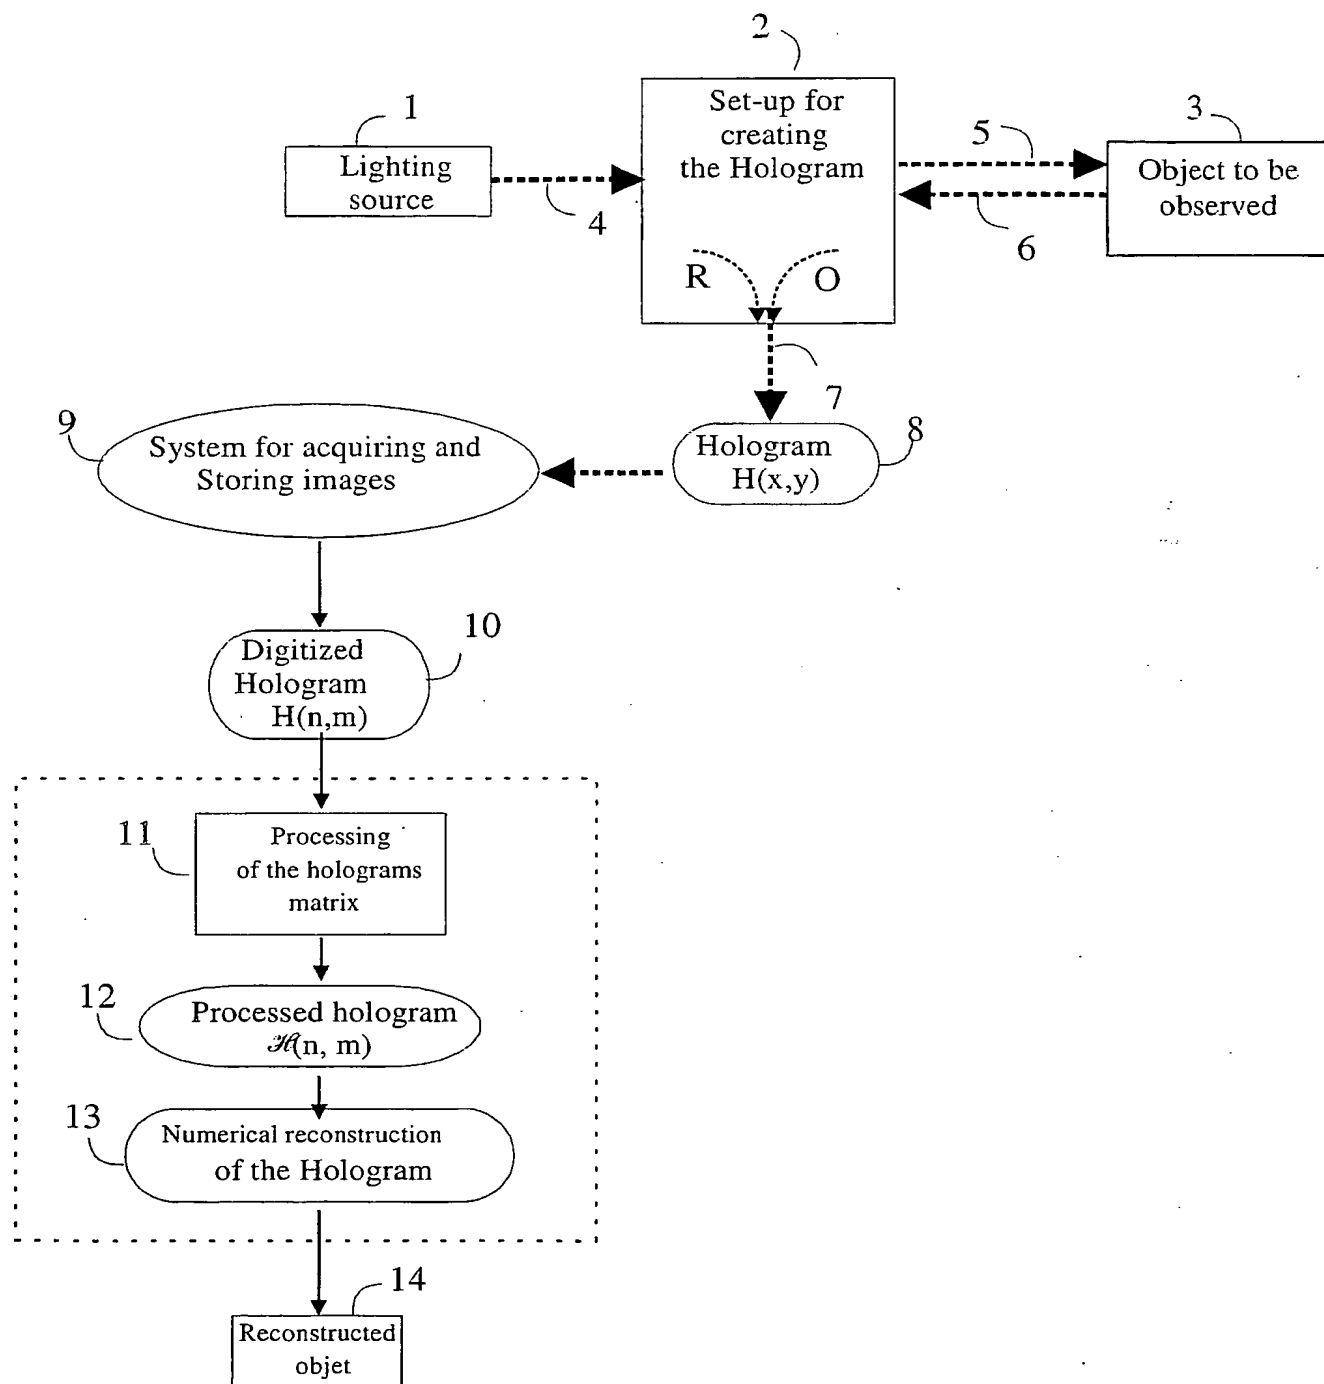 1
Lighting
source
4
2
Set-up for
creating
the Hologram
R
O
5
6
3
Object to be
observed
7
8
Hologram
H(x,y)
9
System for acquiring and
Storing images
10
Digitized
Hologram
H(n,m)
11
Processing
of the holograms
matrix
12
Processed hologram
ℋ(n, m)
13
Numerical reconstruction
of the Hologram
14
Reconstructed
objet